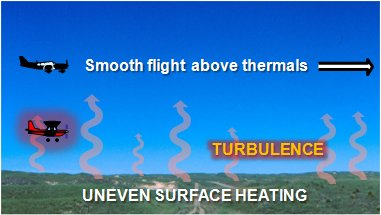 Smooth flight above thermals
TURBULENCE
UNEVEN SURFACE HEATING